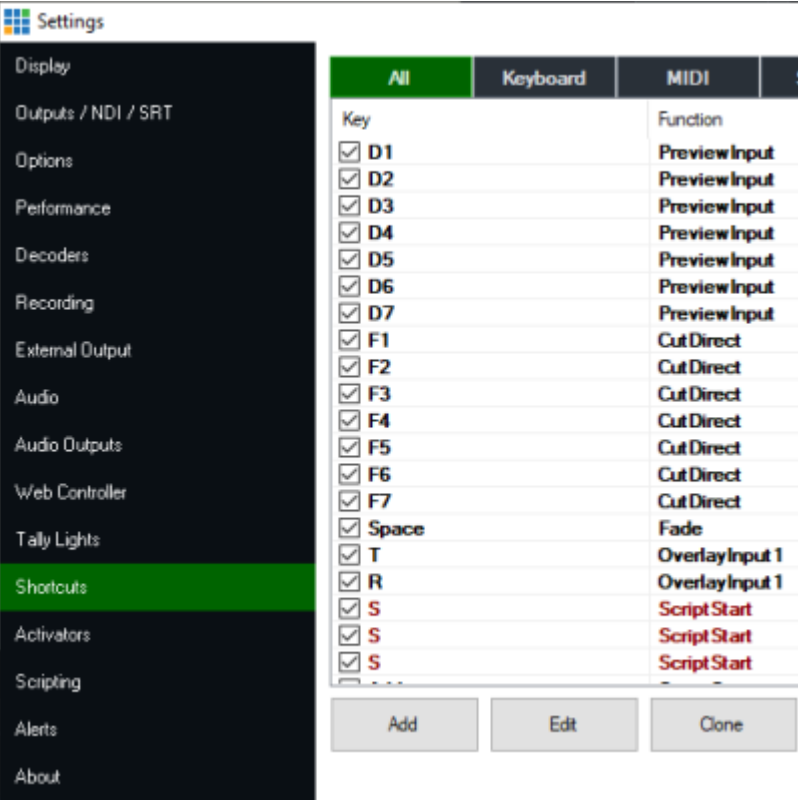 Settings
Display
Outputs / NDI / SRT
Options
Performance
Decoders
Recording
External Output
Audio
Audio Outputs
Web Controller
Tally Lights
Shortcuts
Activators
Scripting
Alerts
About
All Keyboard MIDI
Key Function
D1 PreviewInput
D2 PreviewInput
D3 PreviewInput
D4 PreviewInput
D5 PreviewInput
D6 PreviewInput
D7 PreviewInput
F1 CutDirect
F2 CutDirect
F3 CutDirect
F4 CutDirect
F5 CutDirect
F6 CutDirect
F7 CutDirect
Space Fade
T OverlayInput1
R OverlayInput1
S ScriptStart
S ScriptStart
S ScriptStart
Add Edit Clone